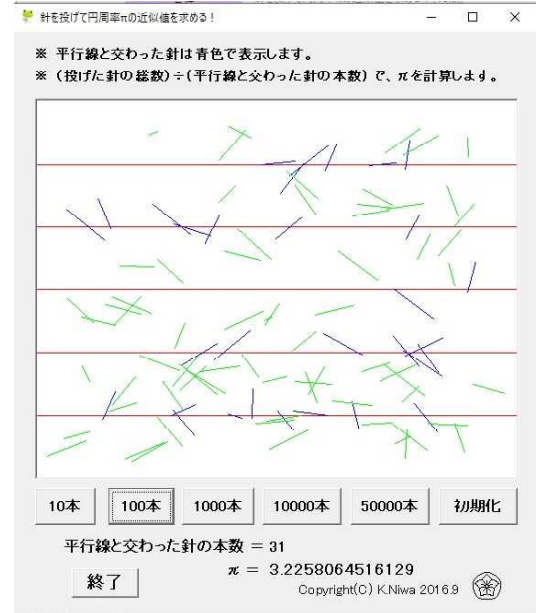 針を投げて円周率πの近似値を求める！
※ 平行線と交わった針は青色で表示します。
※ (投げた針の総数)÷(平行線と交わった針の本数) で、πを計算します。
10本 100本 1000本 10000本 50000本 初期化
平行線と交わった針の本数 = 31
π = 3.2258064516129
終了
Copyright(C) K.Niwa 2016.9